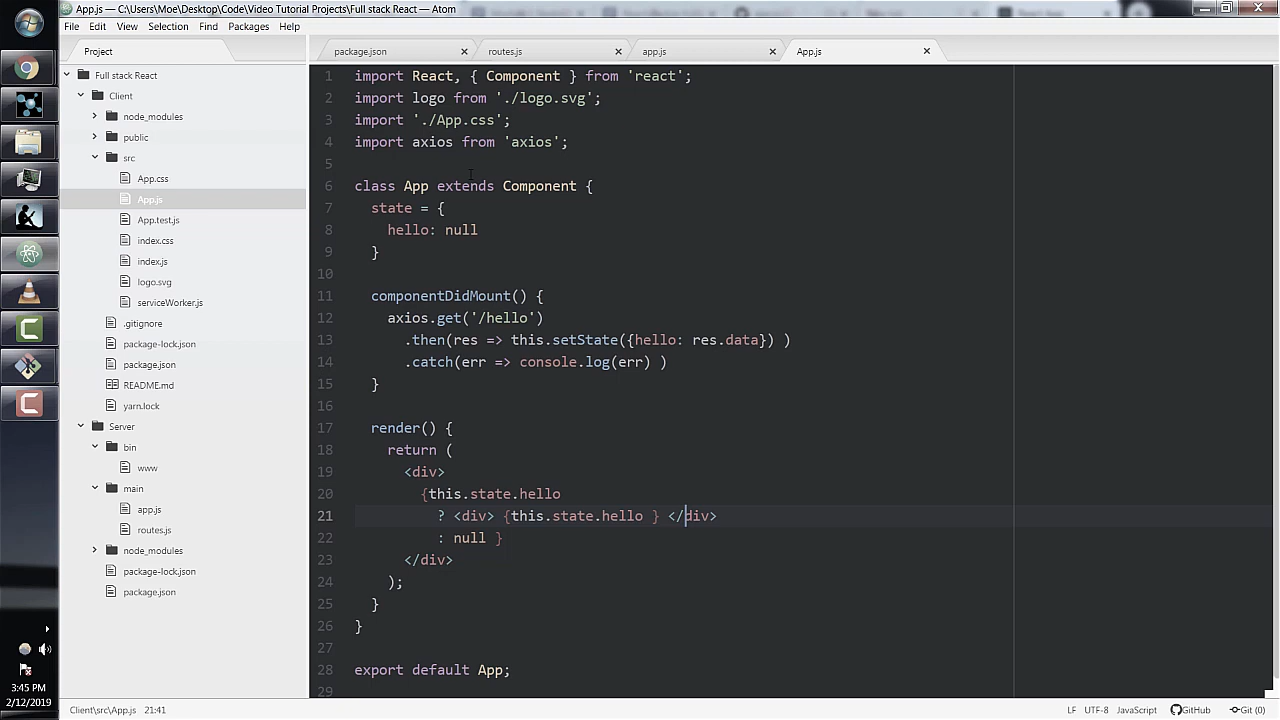 App.js — C:\Users\Moe\Desktop\Code\Video Tutorial Projects\Full stack React — Atom
File Edit View Selection Find Packages Help
Project
package.json
routes.js
app.js
App.js
Full stack React
Client
node_modules
public
src
App.css
App.js
App.test.js
index.css
index.js
logo.svg
serviceWorker.js
.gitignore
package-lock.json
package.json
README.md
yarn.lock
Server
bin
www
main
app.js
routes.js
node_modules
package-lock.json
package.json
1 import React, { Component } from 'react';
2 import logo from './logo.svg';
3 import './App.css';
4 import axios from 'axios';
5
6 class App extends Component {
7 state = {
8 hello: null
9 }
10
11 componentDidMount() {
12 axios.get('/hello')
13 .then(res => this.setState({hello: res.data}) )
14 .catch(err => console.log(err) )
15 }
16
17 render() {
18 return (
19 <div>
20 {this.state.hello
21 ? <div> {this.state.hello } </div>
22 : null }
23 </div>
24 );
25 }
26 }
27
28 export default App;
29
3:45 PM
2/12/2019
Client\src\App.js 21:41
LF UTF-8 JavaScript GitHub Git (0)